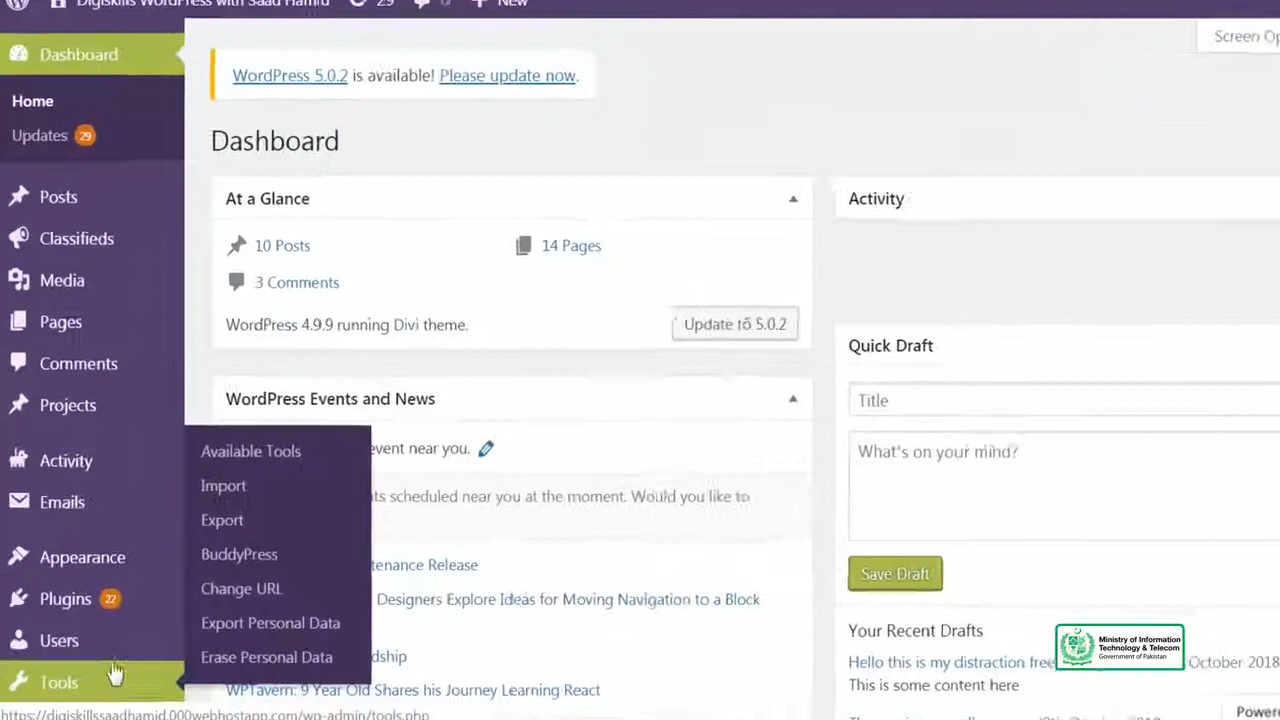 Digiskills WordPress with Saad Hamid 29 New
Dashboard
Screen Op
WordPress 5.0.2 is available! Please update now.
Home
Updates 29
Dashboard
Posts
Classifieds
Media
Pages
Comments
Projects
Activity
Emails
Appearance
Plugins 22
Users
Tools
Available Tools
Import
Export
BuddyPress
Change URL
Export Personal Data
Erase Personal Data
At a Glance
10 Posts
14 Pages
3 Comments
WordPress 4.9.9 running Divi theme.
Update to 5.0.2
WordPress Events and News
event near you.
ts scheduled near you at the moment. Would you like to
tenance Release
Designers Explore Ideas for Moving Navigation to a Block
dship
WPTavern: 9 Year Old Shares his Journey Learning React
Activity
Quick Draft
Title
What's on your mind?
Save Draft
Your Recent Drafts
Hello this is my distraction free October 2018
This is some content here
Ministry of Information
Technology & Telecom
Government of Pakistan
Power
https://digiskillssaadhamid.000webhostapp.com/wp-admin/tools.php